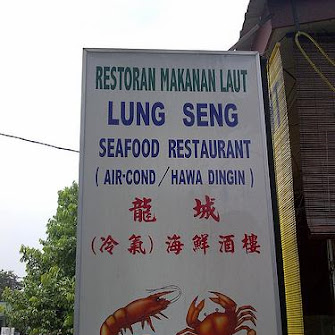 RESTORAN MAKANAN LAUT
LUNG SENG
SEAFOOD RESTAURANT
( AIR-COND / HAWA DINGIN )
龍城
(冷氣) 海鮮酒樓